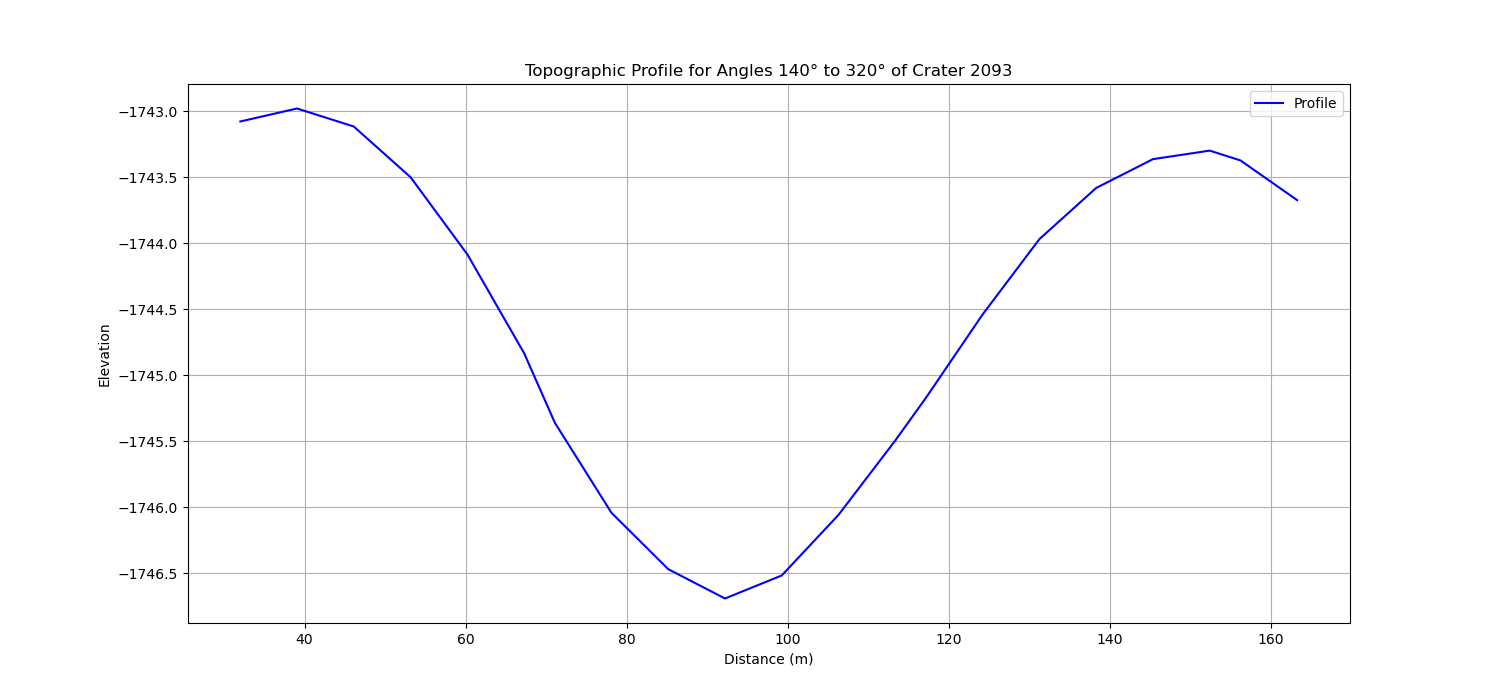 Topographic Profile for Angles 140° to 320° of Crater 2093
Profile
−1743.0
−1743.5
−1744.0
−1744.5
−1745.0
−1745.5
−1746.0
−1746.5
Elevation
40 60 80 100 120 140 160
Distance (m)